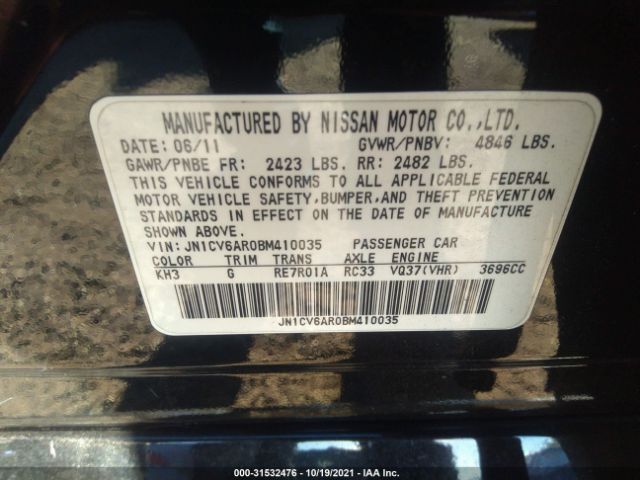 MANUFACTURED BY NISSAN MOTOR CO.,LTD.
DATE: 06/11 GVWR/PNBV: 4846 LBS.
GAWR/PNBE FR: 2423 LBS. RR: 2482 LBS.
THIS VEHICLE CONFORMS TO ALL APPLICABLE FEDERAL
MOTOR VEHICLE SAFETY,BUMPER,AND THEFT PREVENTION
STANDARDS IN EFFECT ON THE DATE OF MANUFACTURE
SHOWN ABOVE.
VIN: JN1CV6AR0BM410035 PASSENGER CAR
COLOR TRIM TRANS AXLE ENGINE
KH3 G RE7R01A RC33 VQ37(VHR) 3696CC
JN1CV6AR0BM410035
000-31532476 - 10/19/2021 - IAA Inc.